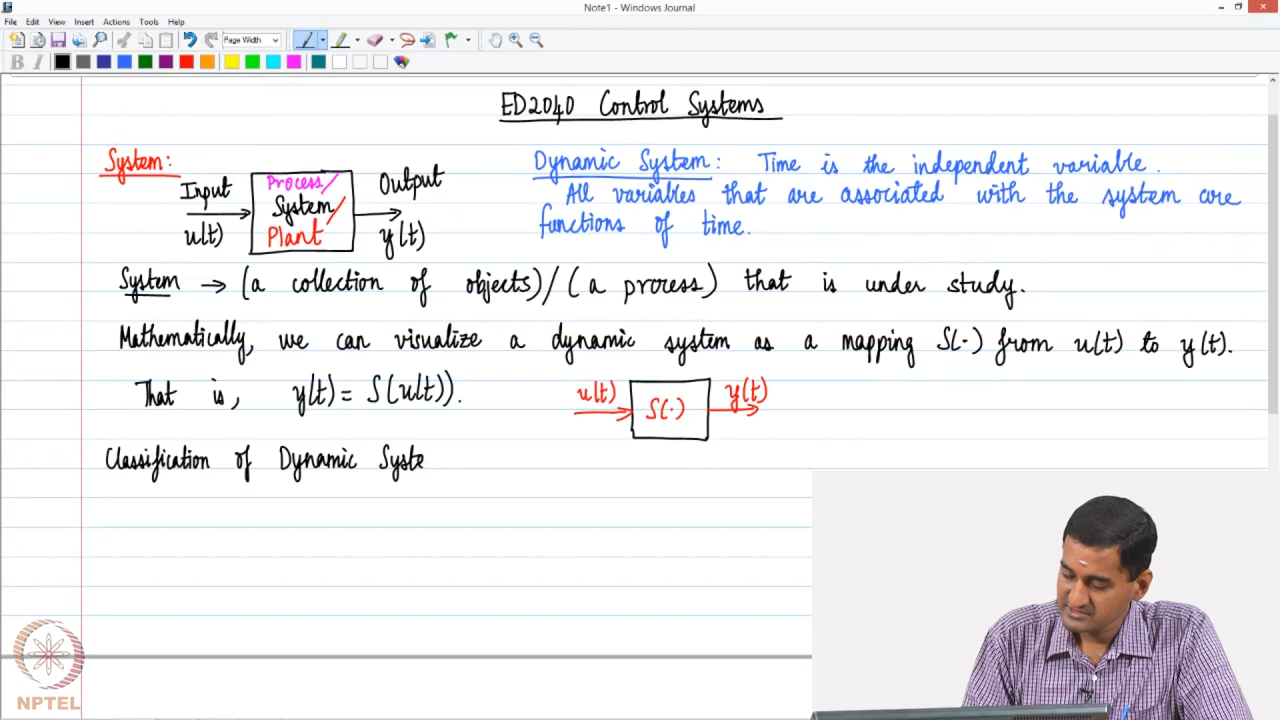 Note1 - Windows Journal
File Edit View Insert Actions Tools Help
Page Width
B I
ED2040 Control Systems
System:
Input
u(t)
Process/
System/
Plant
Output
y(t)
Dynamic System: Time is the independent variable.
All variables that are associated with the system are
functions of time.
System → (a collection of objects)/(a process) that is under study.
Mathematically, we can visualize a dynamic system as a mapping S(·) from u(t) to y(t).
That is, y(t) = S(u(t)).
u(t) S(·) y(t)
Classification of Dynamic Syste
NPTEL